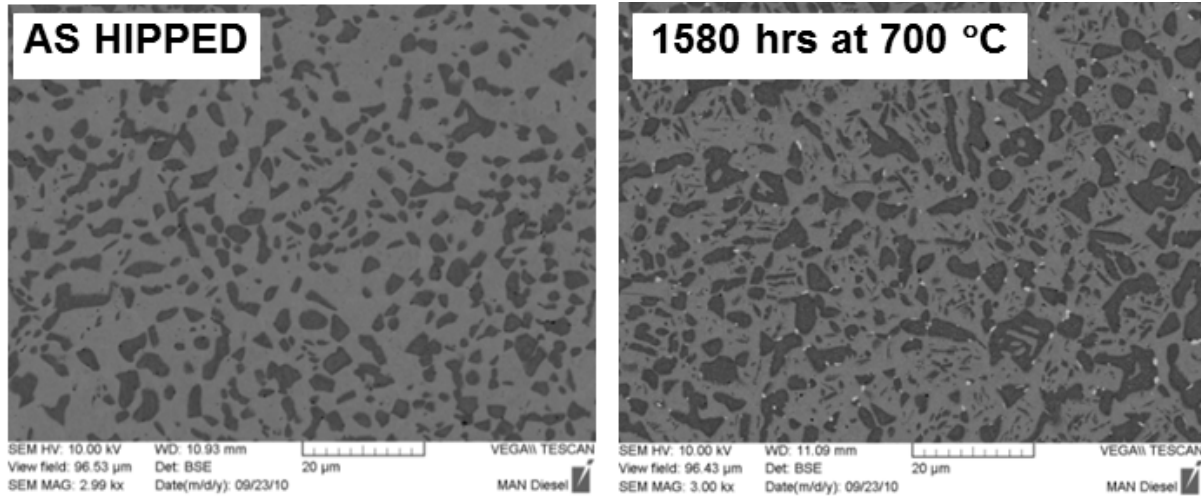 AS HIPPED
1580 hrs at 700 °C
SEM HV: 10.00 kV WD: 10.93 mm VEGA\\ TESCAN
View field: 96.53 µm Det: BSE 20 µm
SEM MAG: 2.99 kx Date(m/d/y): 09/23/10 MAN Diesel
SEM HV: 10.00 kV WD: 11.09 mm VEGA\\ TESCAN
View field: 96.43 µm Det: BSE 20 µm
SEM MAG: 3.00 kx Date(m/d/y): 09/23/10 MAN Diesel